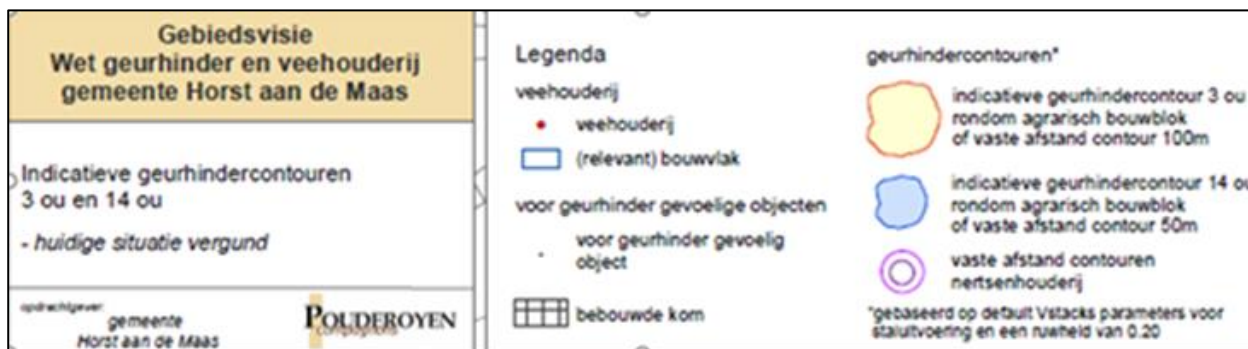 Gebiedsvisie
Wet geurhinder en veehouderij
gemeente Horst aan de Maas
Indicatieve geurhindercontouren
3 ou en 14 ou
- huidige situatie vergund
opdrachtgever:
gemeente
Horst aan de Maas
POUDEROYEN
compagnons
Legenda
veehouderij
veehouderij
(relevant) bouwvlak
voor geurhinder gevoelige objecten
voor geurhinder gevoelig
object
bebouwde kom
geurhindercontouren*
indicatieve geurhindercontour 3 ou
rondom agrarisch bouwblok
of vaste afstand contour 100m
indicatieve geurhindercontour 14 ou
rondom agrarisch bouwblok
of vaste afstand contour 50m
vaste afstand contouren
nertsenhouderij
*gebaseerd op default Vstacks parameters voor
staluitvoering en een ruwheid van 0.20